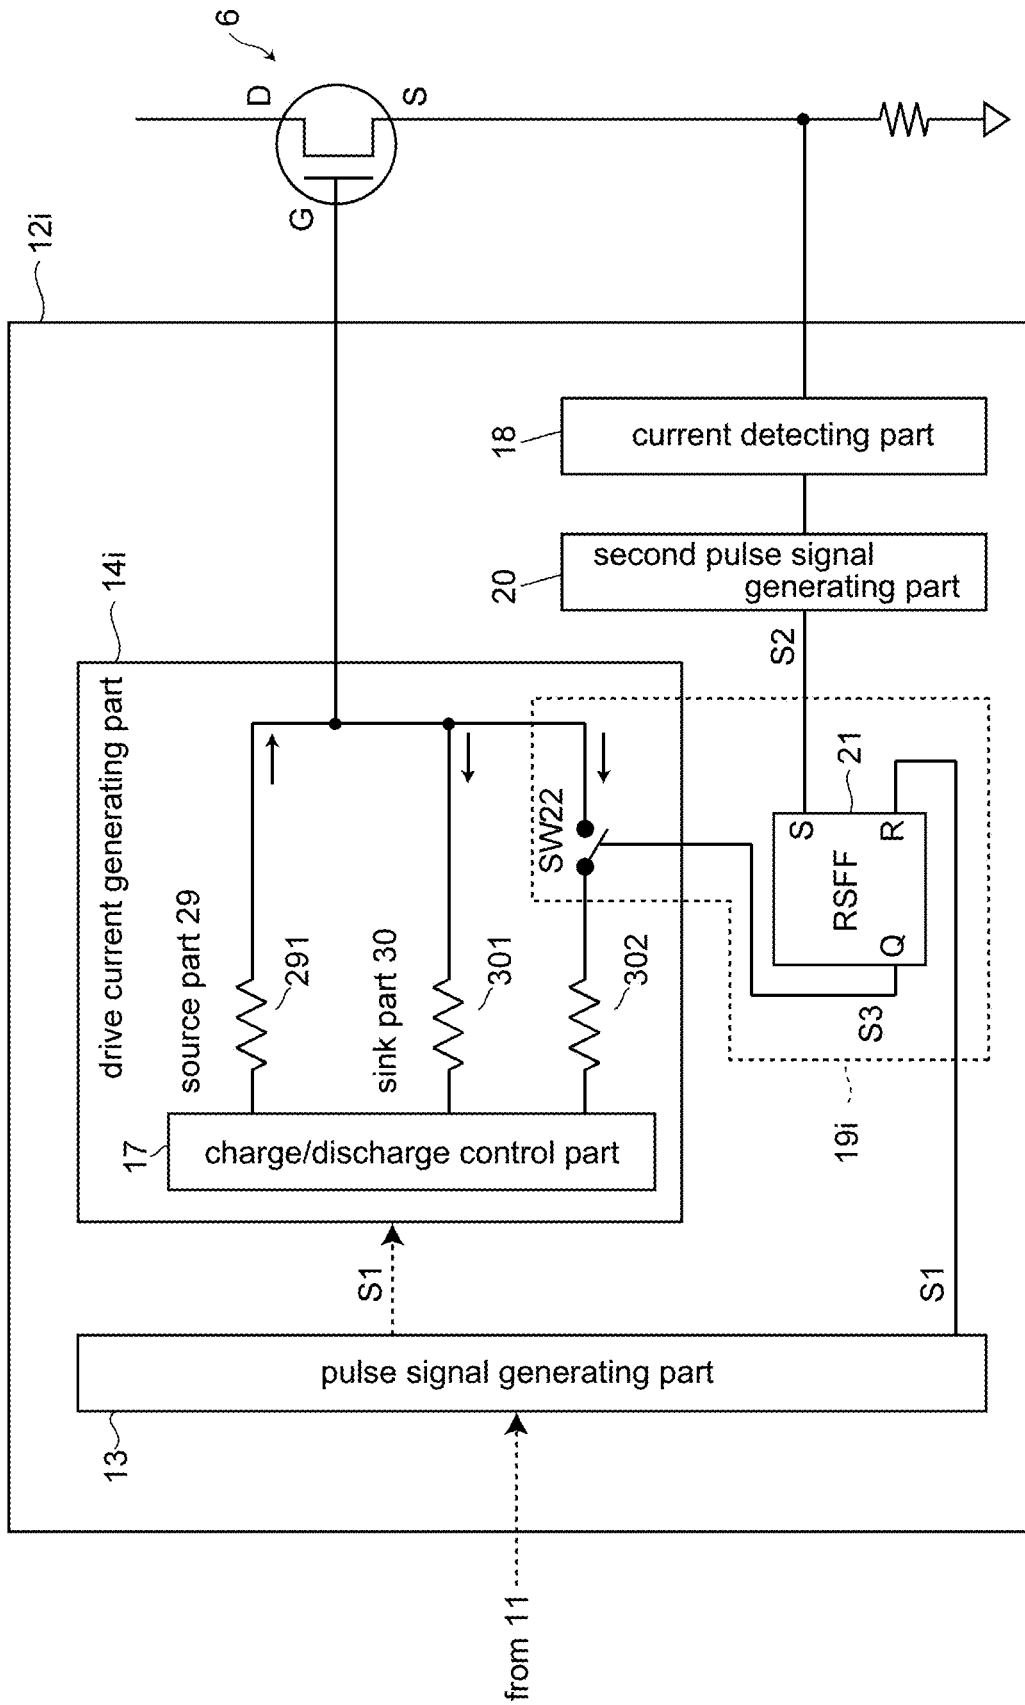 12i
6
D
G
S
14i
drive current generating part
source part 29
291
sink part 30
301
302
SW22
17
charge/discharge control part
18
current detecting part
20
second pulse signal
generating part
S2
21
S
R
RSFF
Q
S3
19i
S1
S1
13
pulse signal generating part
from 11